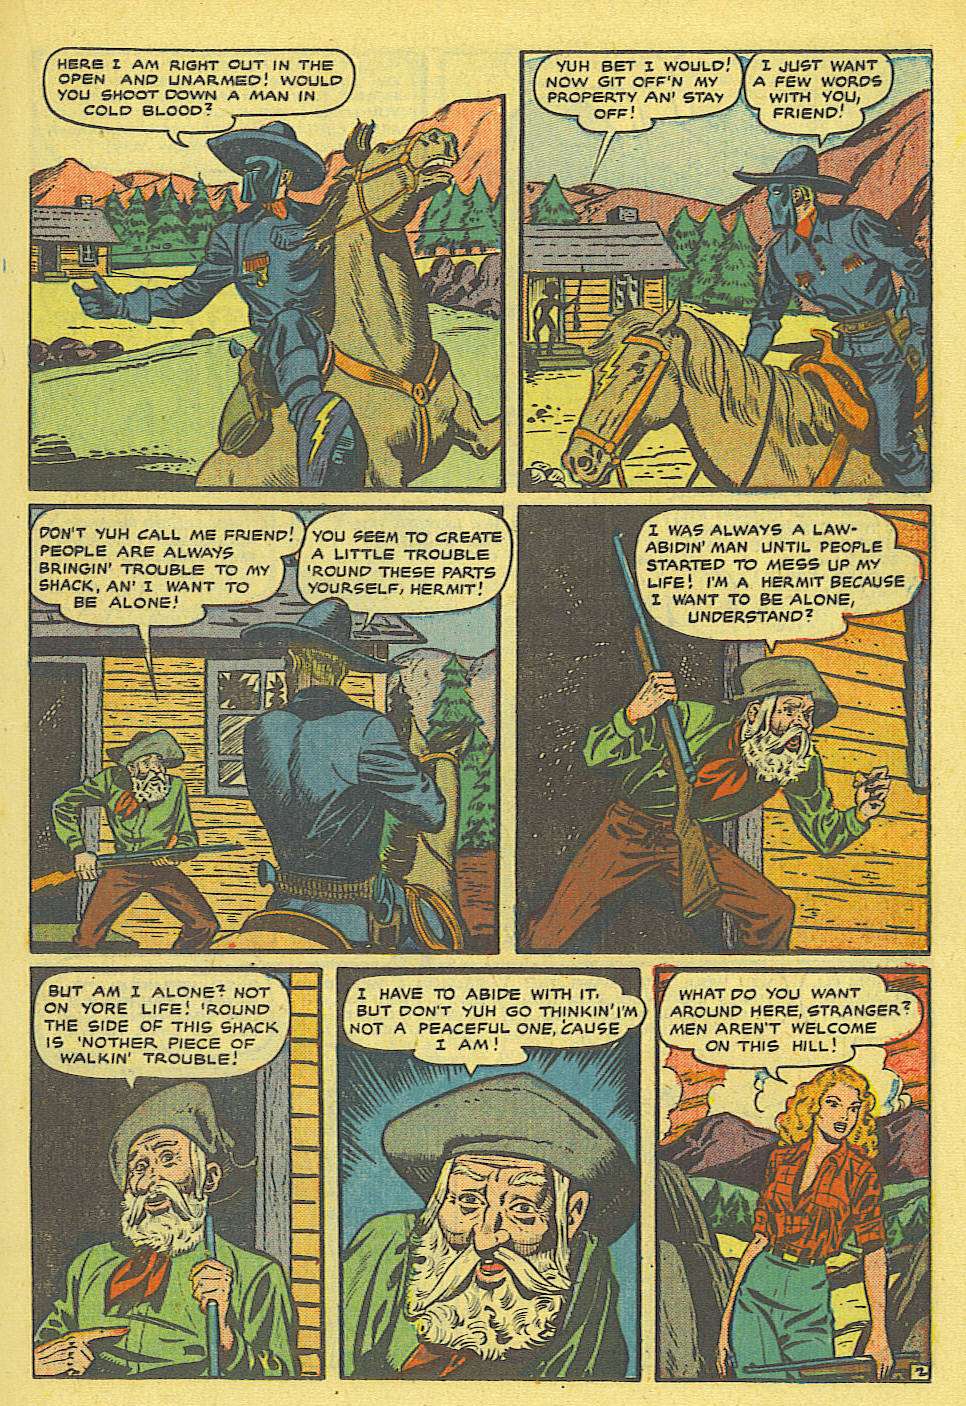 HERE I AM RIGHT OUT IN THE
OPEN AND UNARMED! WOULD
YOU SHOOT DOWN A MAN IN
COLD BLOOD?
YUH BET I WOULD!
NOW GIT OFF'N MY
PROPERTY AN' STAY
OFF!
I JUST WANT
A FEW WORDS
WITH YOU,
FRIEND!
DON'T YUH CALL ME FRIEND!
PEOPLE ARE ALWAYS
BRINGIN' TROUBLE TO MY
SHACK, AN' I WANT TO
BE ALONE!
YOU SEEM TO CREATE
A LITTLE TROUBLE
'ROUND THESE PARTS
YOURSELF, HERMIT!
I WAS ALWAYS A LAW-
ABIDIN' MAN UNTIL PEOPLE
STARTED TO MESS UP MY
LIFE! I'M A HERMIT BECAUSE
I WANT TO BE ALONE,
UNDERSTAND?
BUT AM I ALONE? NOT
ON YORE LIFE! 'ROUND
THE SIDE OF THIS SHACK
IS 'NOTHER PIECE OF
WALKIN' TROUBLE!
I HAVE TO ABIDE WITH IT,
BUT DON'T YUH GO THINKIN' I'M
NOT A PEACEFUL ONE, 'CAUSE
I AM!
WHAT DO YOU WANT
AROUND HERE, STRANGER?
MEN AREN'T WELCOME
ON THIS HILL!
2